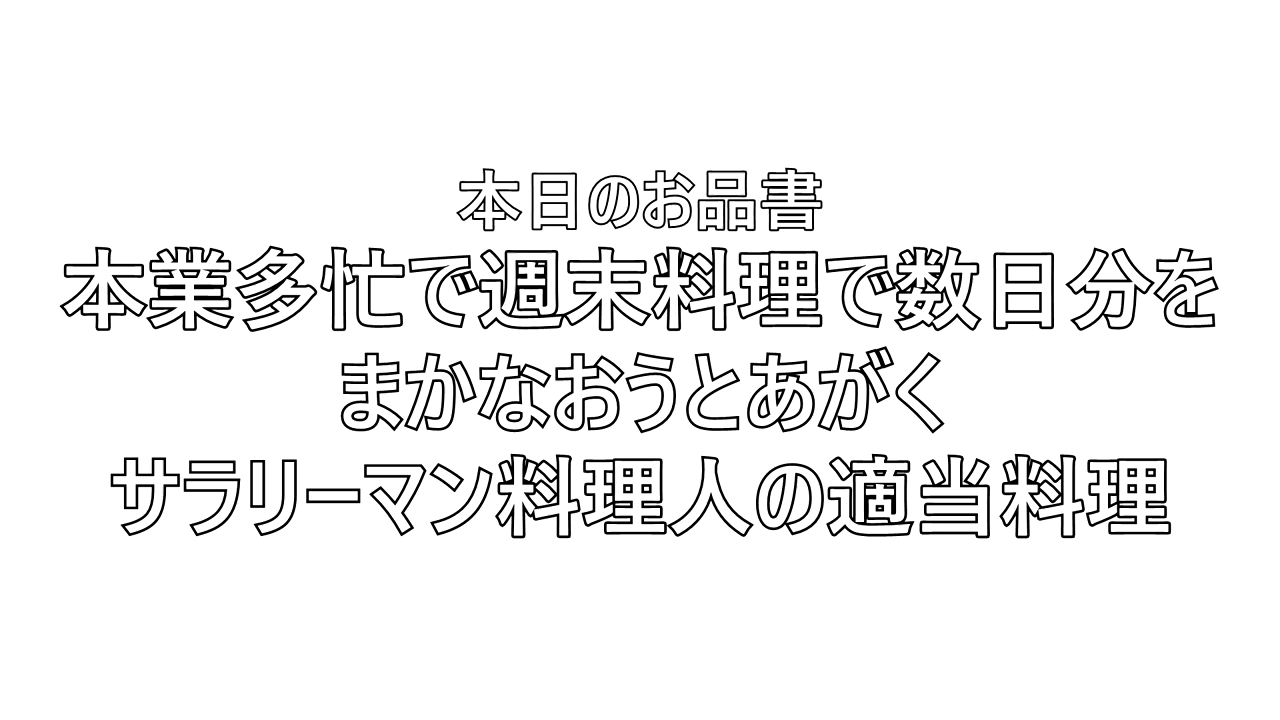 本日のお品書
本業多忙で週末料理で数日分を
まかなおうとあがく
サラリーマン料理人の適当料理